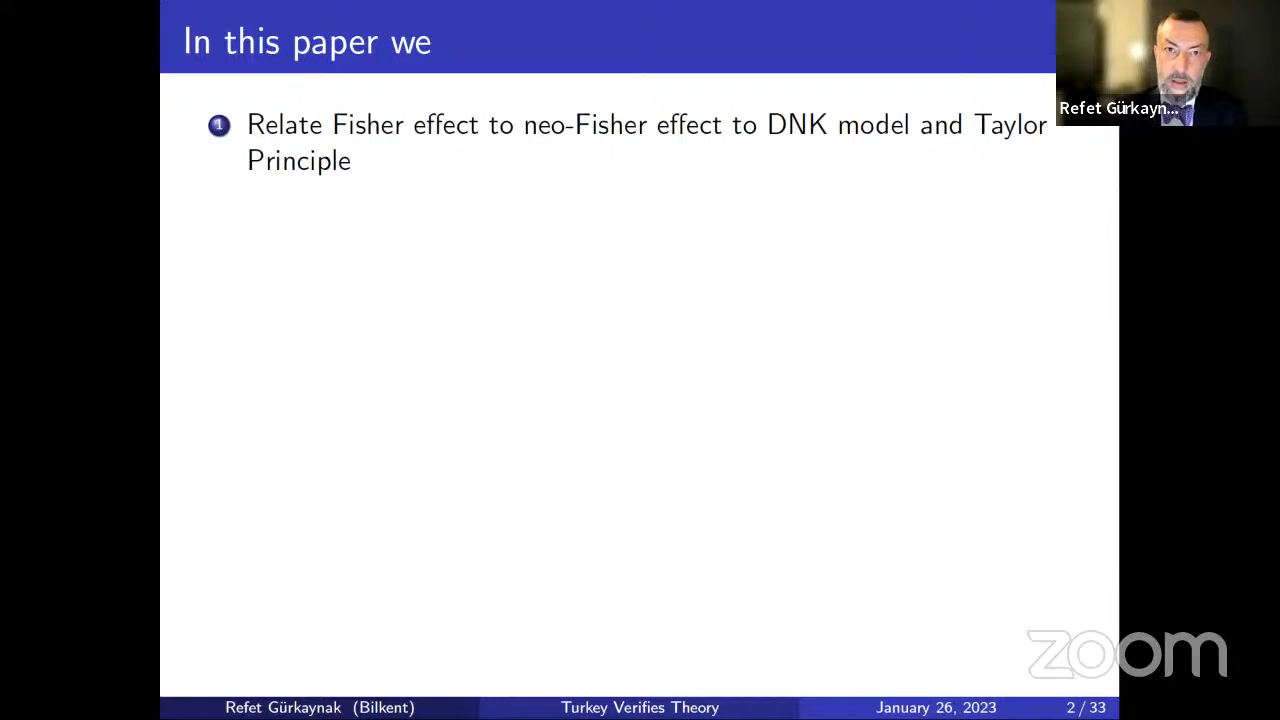 In this paper we
Refet Gürkayn...
1 Relate Fisher effect to neo-Fisher effect to DNK model and Taylor
Principle
zoom
Refet Gürkaynak (Bilkent) Turkey Verifies Theory January 26, 2023 2 / 33